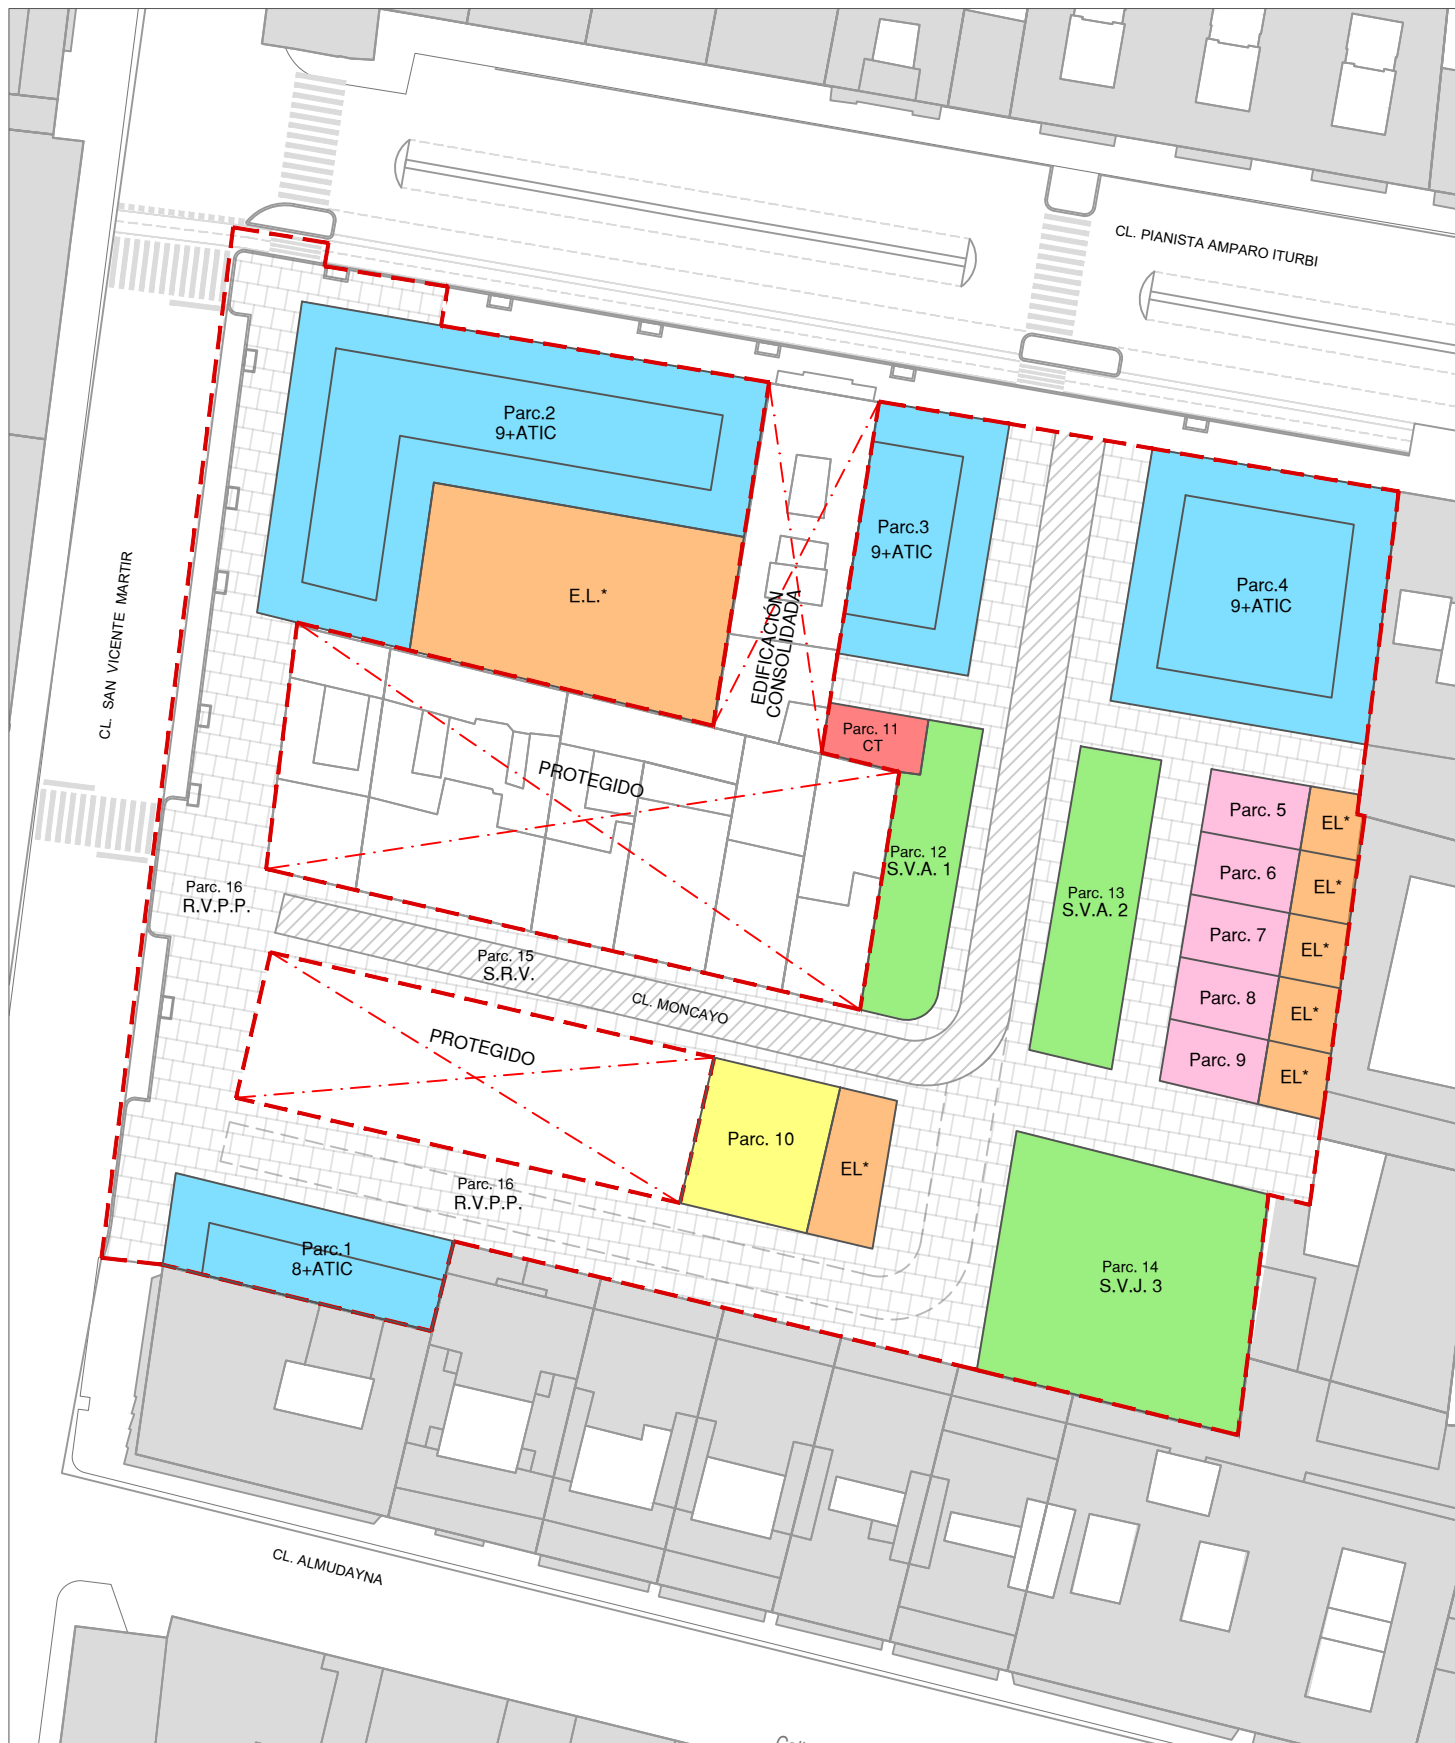 CL. PIANISTA AMPARO ITURBI
Parc.2
9+ATIC
Parc.3
9+ATIC
Parc.4
9+ATIC
E.L.*
EDIFICACIÓN
CONSOLIDADA
CL. SAN VICENTE MARTIR
Parc. 11
CT
PROTEGIDO
Parc. 5
EL*
Parc. 6
EL*
Parc. 7
EL*
Parc. 8
EL*
Parc. 9
EL*
Parc. 12
S.V.A. 1
Parc. 13
S.V.A. 2
Parc. 16
R.V.P.P.
Parc. 15
S.R.V.
CL. MONCAYO
PROTEGIDO
Parc. 10
EL*
Parc. 16
R.V.P.P.
Parc.1
8+ATIC
Parc. 14
S.V.J. 3
CL. ALMUDAYNA